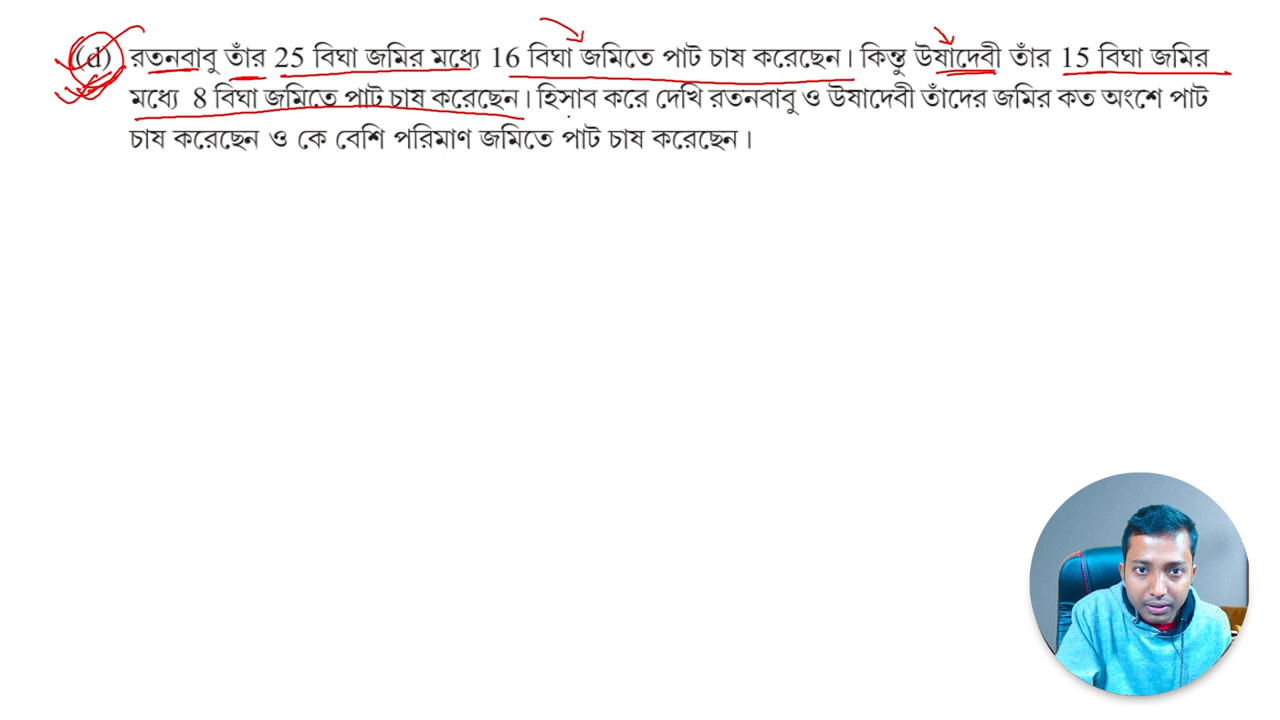 (d) রতনবাবু তাঁর 25 বিঘা জমির মধ্যে 16 বিঘা জমিতে পাট চাষ করেছেন। কিন্তু উষাদেবী তাঁর 15 বিঘা জমির
মধ্যে 8 বিঘা জমিতে পাট চাষ করেছেন। হিসাব করে দেখি রতনবাবু ও উষাদেবী তাঁদের জমির কত অংশে পাট
চাষ করেছেন ও কে বেশি পরিমাণ জমিতে পাট চাষ করেছেন।